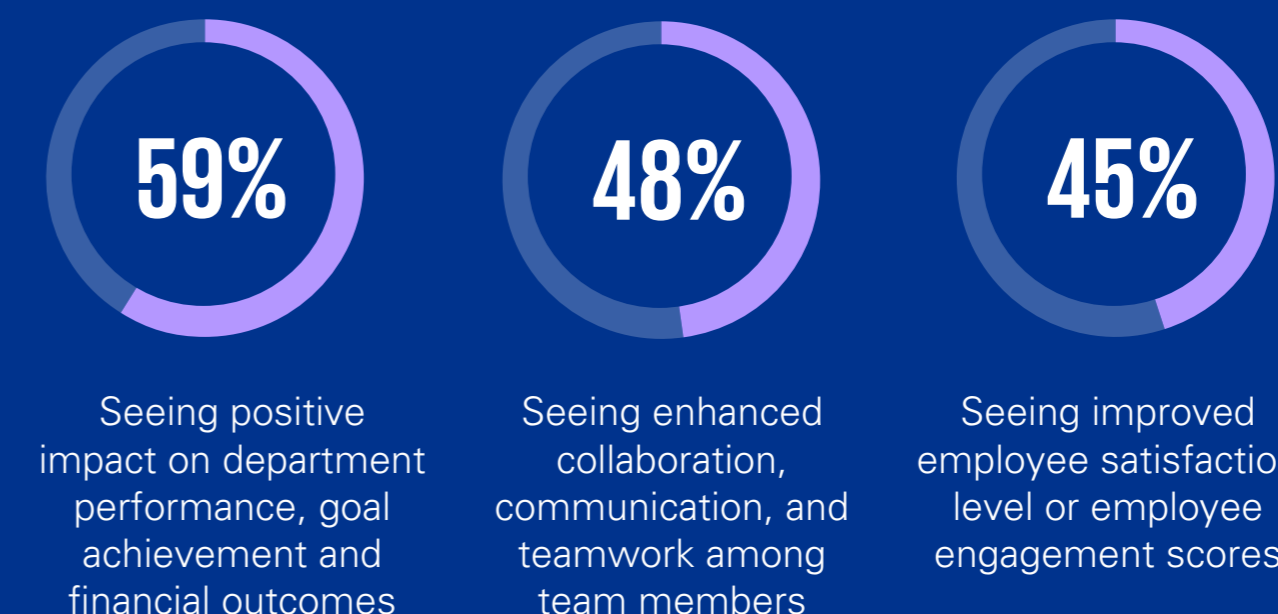 59%
Seeing positive
impact on department
performance, goal
achievement and
financial outcomes
48%
Seeing enhanced
collaboration,
communication, and
teamwork among
team members
45%
Seeing improved
employee satisfactio
level or employee
engagement scores